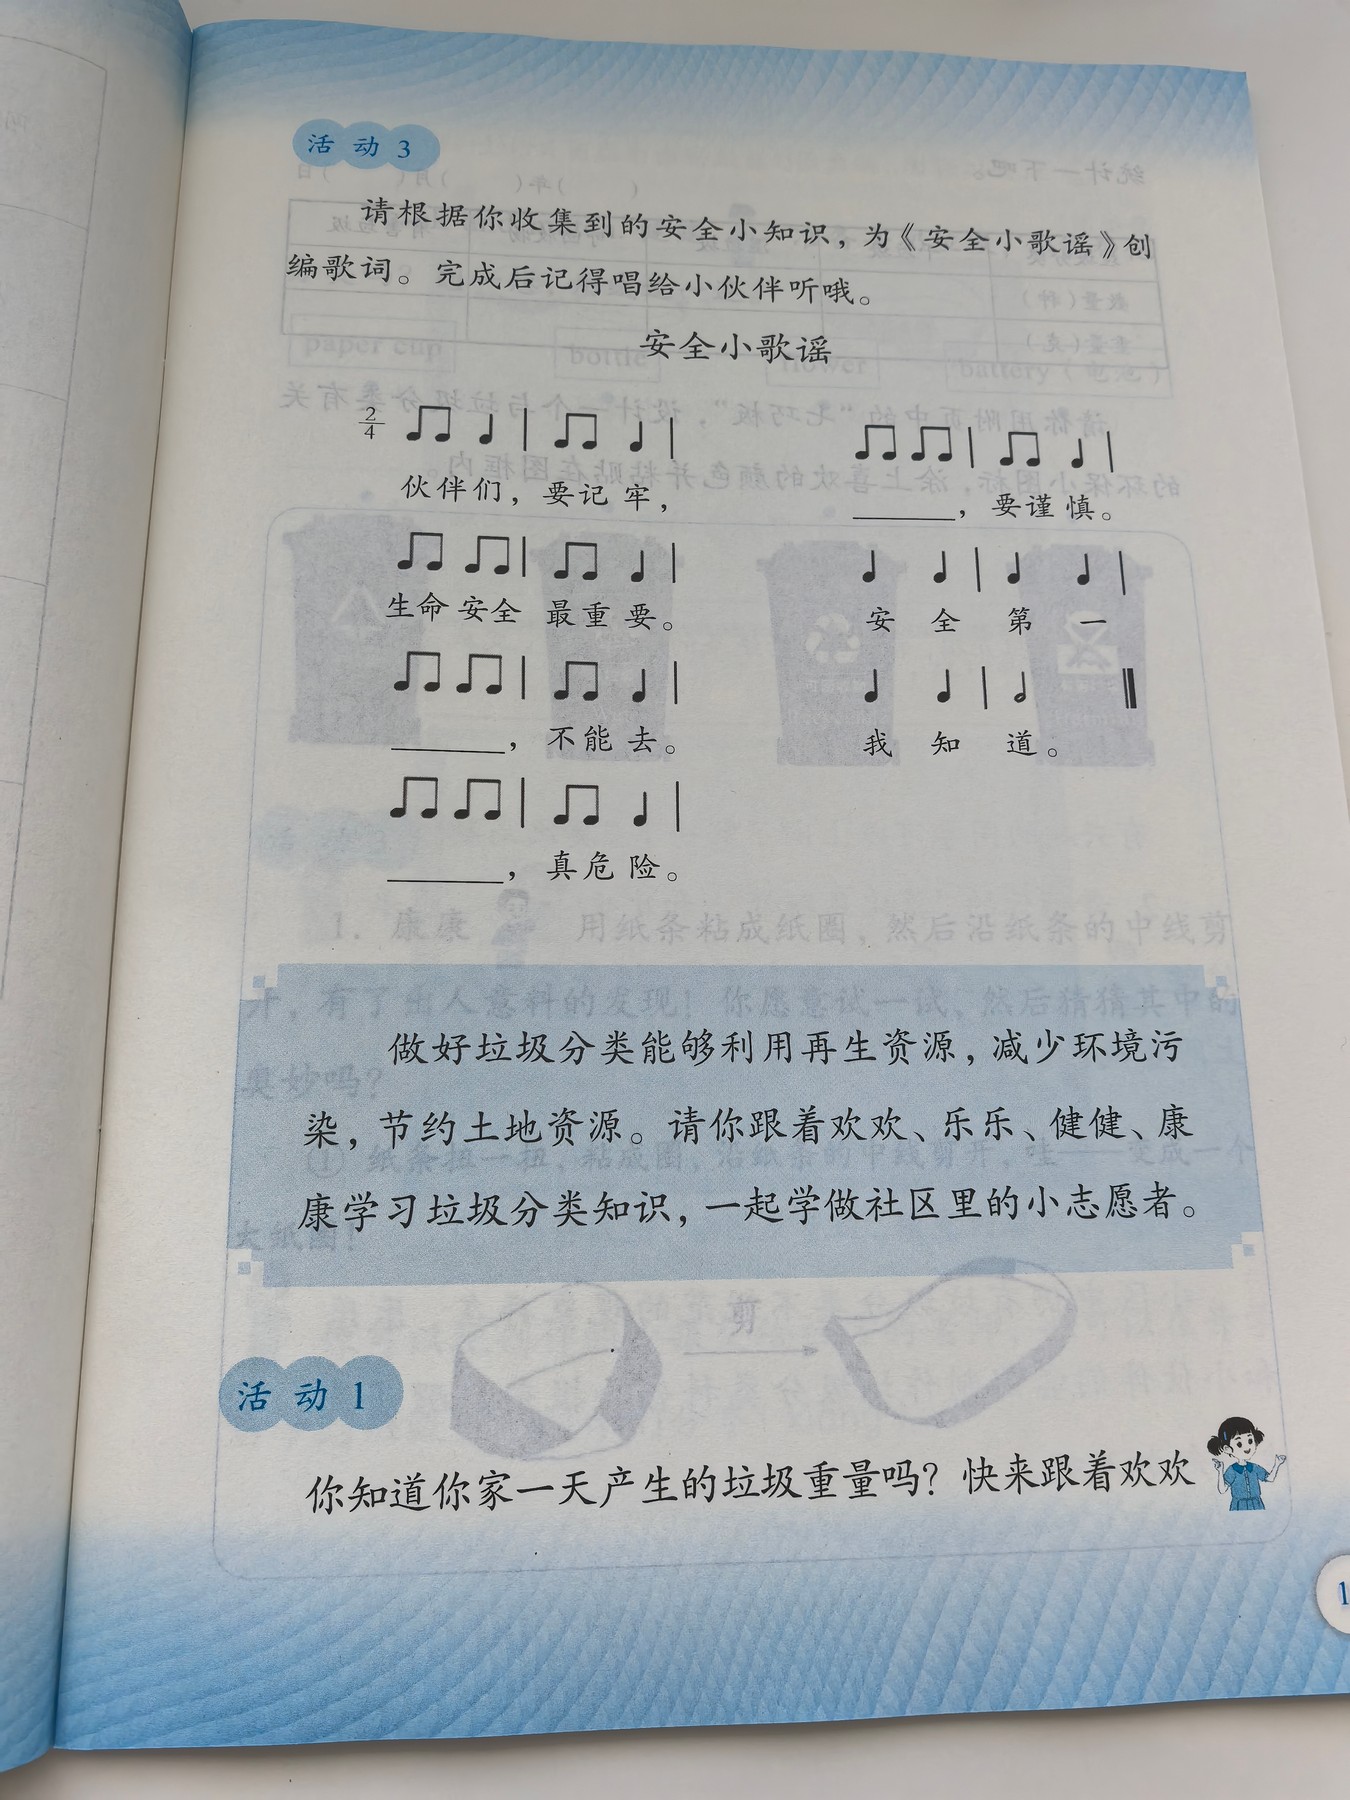 活动3
请根据你收集到的安全小知识，为《安全小歌谣》创
编歌词。完成后记得唱给小伙伴听哦。
安全小歌谣
2/4
伙伴们，要记牢，
______，要谨慎。
生命安全最重要。
安全第一
______，不能去。
我知道。
______，真危险。
做好垃圾分类能够利用再生资源，减少环境污
染，节约土地资源。请你跟着欢欢、乐乐、健健、康
康学习垃圾分类知识，一起学做社区里的小志愿者。
活动1
你知道你家一天产生的垃圾重量吗？快来跟着欢欢